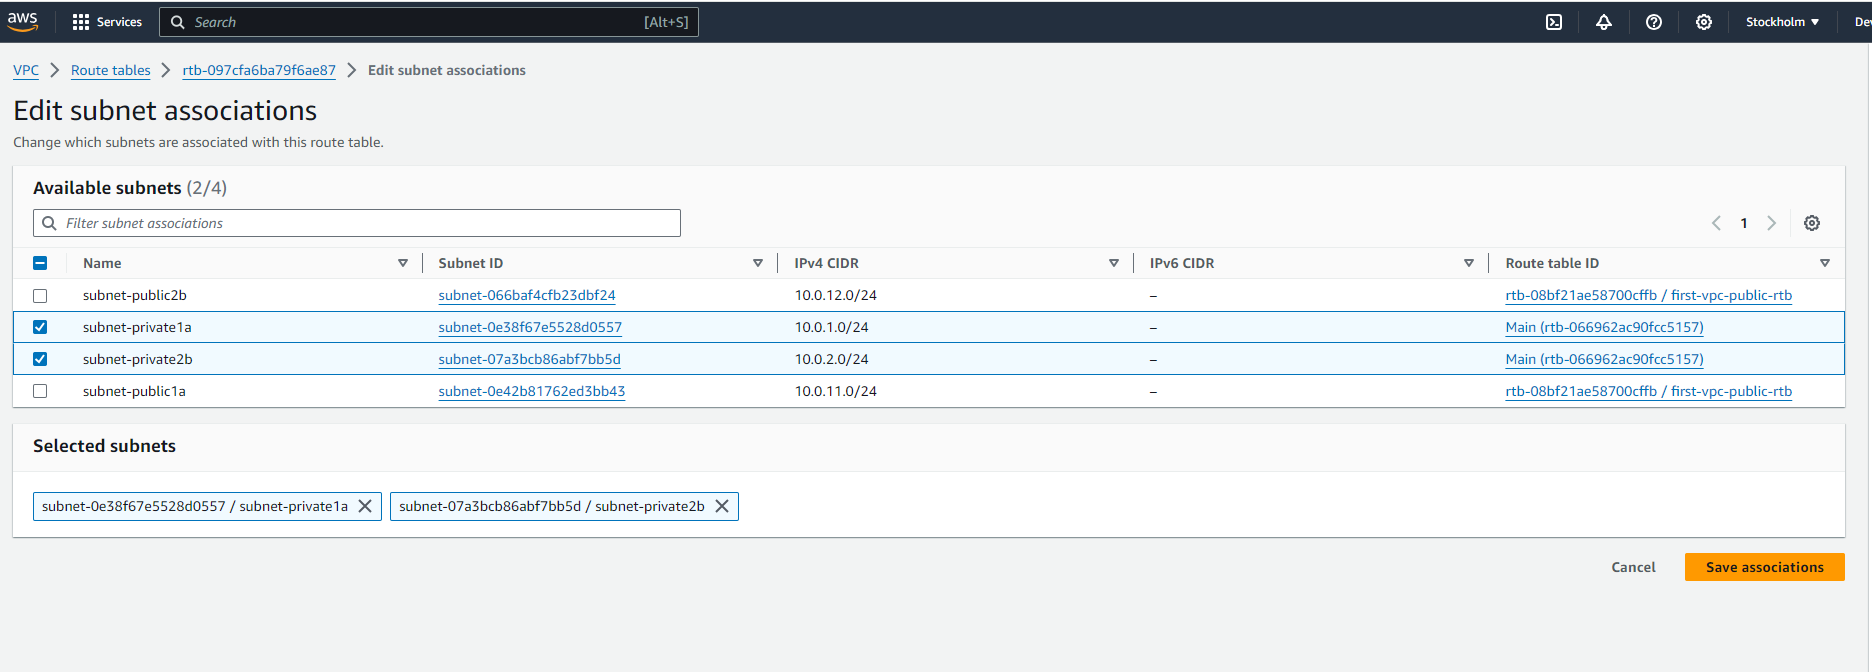 aws Services Search [Alt+S] Stockholm
VPC Route tables rtb-097cfa6ba79f6ae87 Edit subnet associations
Edit subnet associations
Change which subnets are associated with this route table.
Available subnets (2/4)
Filter subnet associations
1
Name Subnet ID IPv4 CIDR IPv6 CIDR Route table ID
subnet-public2b subnet-066baf4cfb23dbf24 10.0.12.0/24 – rtb-08bf21ae58700cffb / first-vpc-public-rtb
subnet-private1a subnet-0e38f67e5528d0557 10.0.1.0/24 – Main (rtb-066962ac90fcc5157)
subnet-private2b subnet-07a3bcb86abf7bb5d 10.0.2.0/24 – Main (rtb-066962ac90fcc5157)
subnet-public1a subnet-0e42b81762ed3bb43 10.0.11.0/24 – rtb-08bf21ae58700cffb / first-vpc-public-rtb
Selected subnets
subnet-0e38f67e5528d0557 / subnet-private1a subnet-07a3bcb86abf7bb5d / subnet-private2b
Cancel Save associations